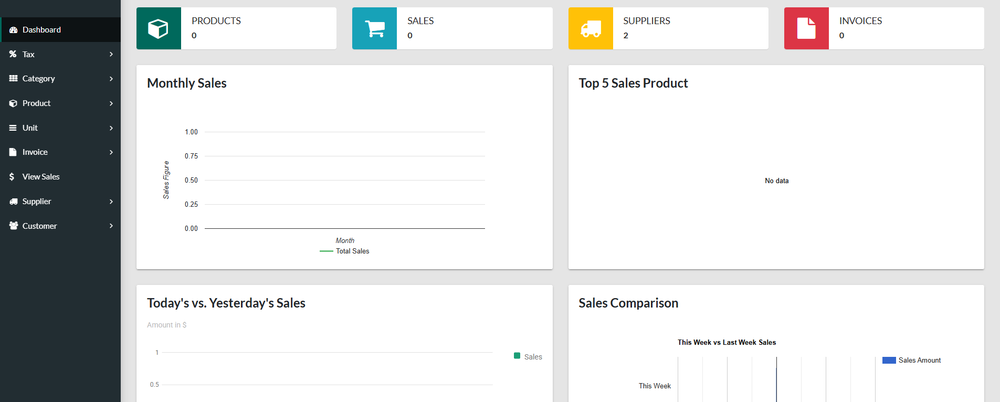 Dashboard
Tax
Category
Product
Unit
Invoice
View Sales
Supplier
Customer
PRODUCTS
0
SALES
0
SUPPLIERS
2
INVOICES
0
Monthly Sales
1.00
0.75
0.50
0.25
0.00
Sales Figure
Month
Total Sales
Top 5 Sales Product
No data
Today's vs. Yesterday's Sales
Amount in $
1
0.5
Sales
Sales Comparison
This Week vs Last Week Sales
Sales Amount
This Week